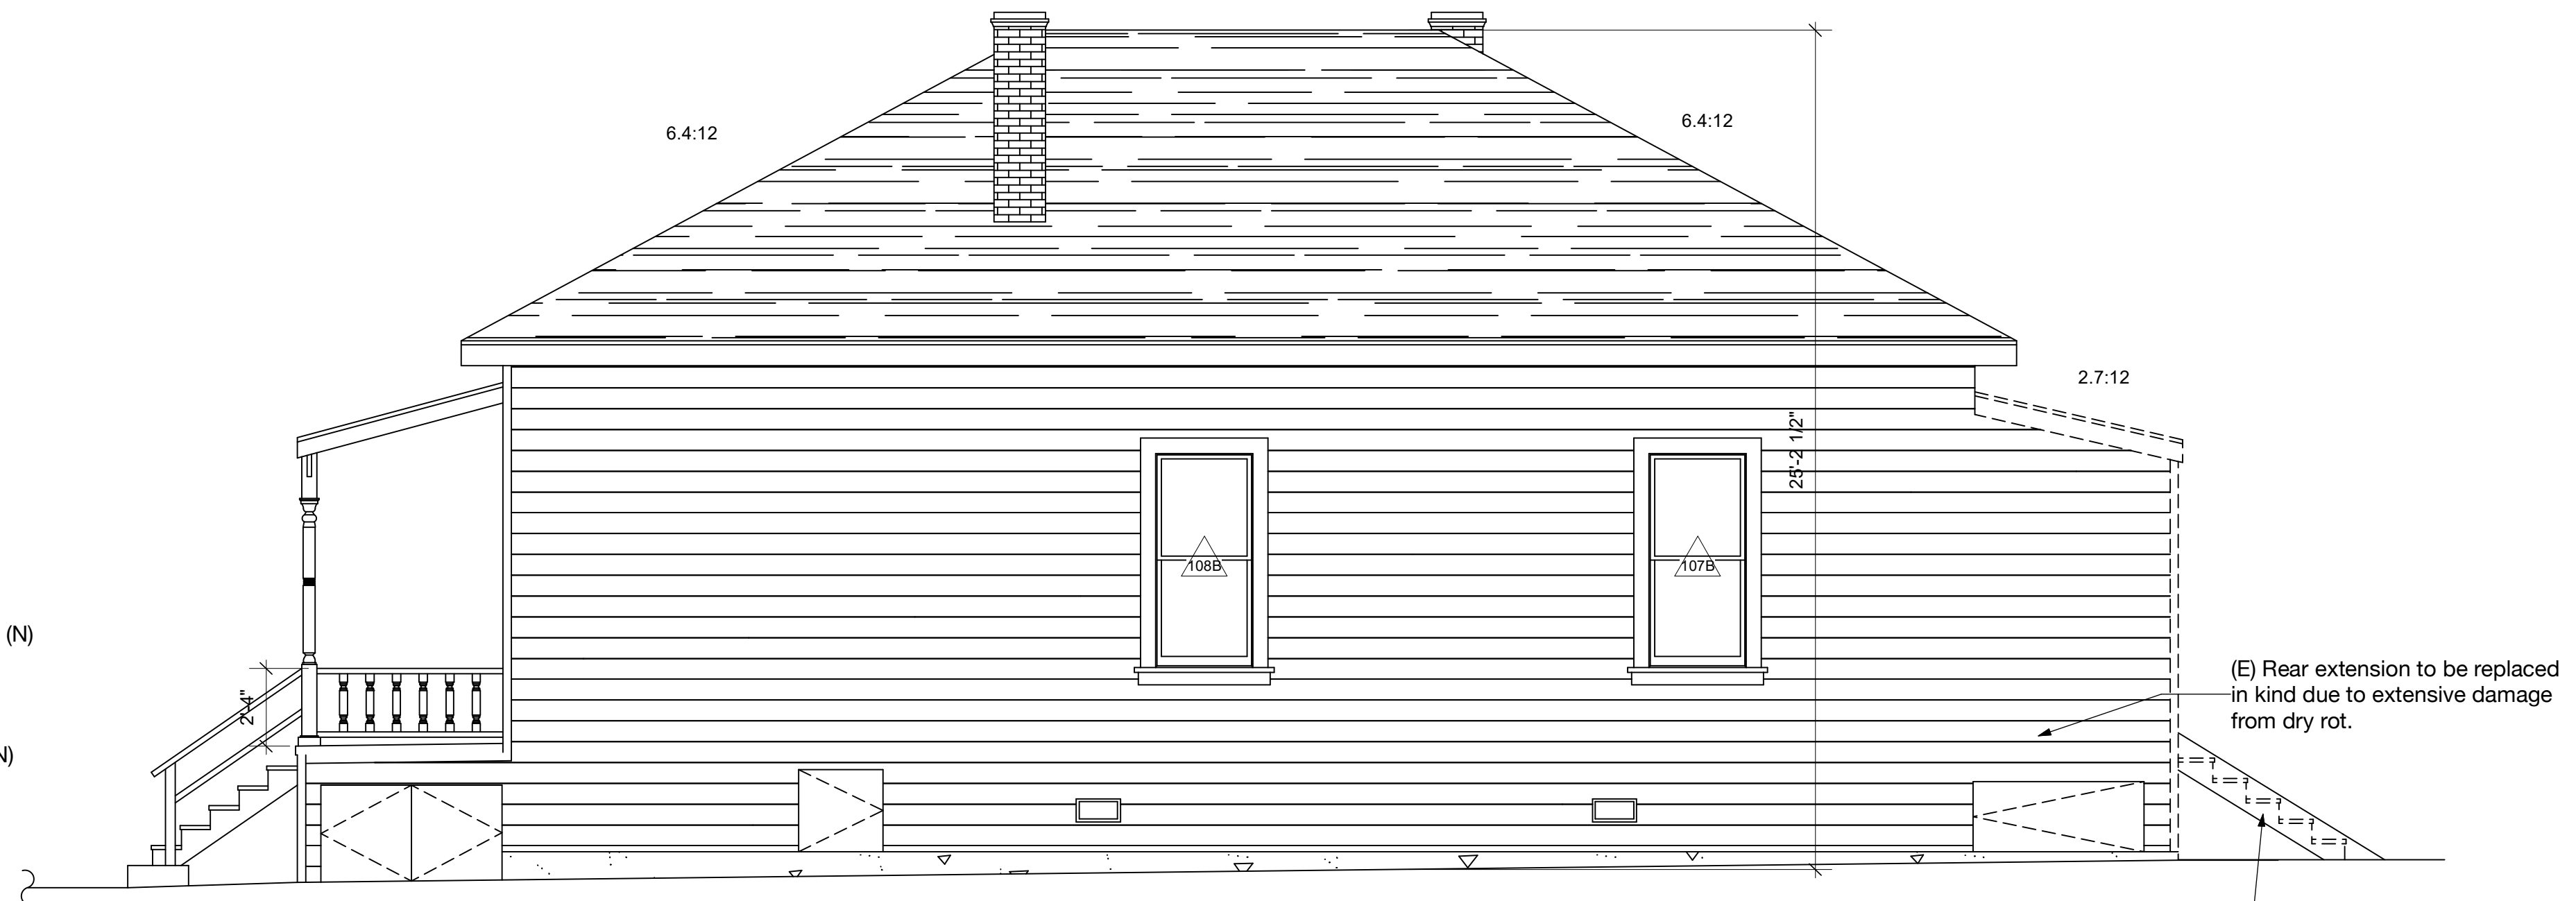 6.4:12
6.4:12
2.7:12
25'-2 1/2"
108B
107B
(N)
2'-4"
(E) Rear extension to be replaced
in kind due to extensive damage
from dry rot.
N)